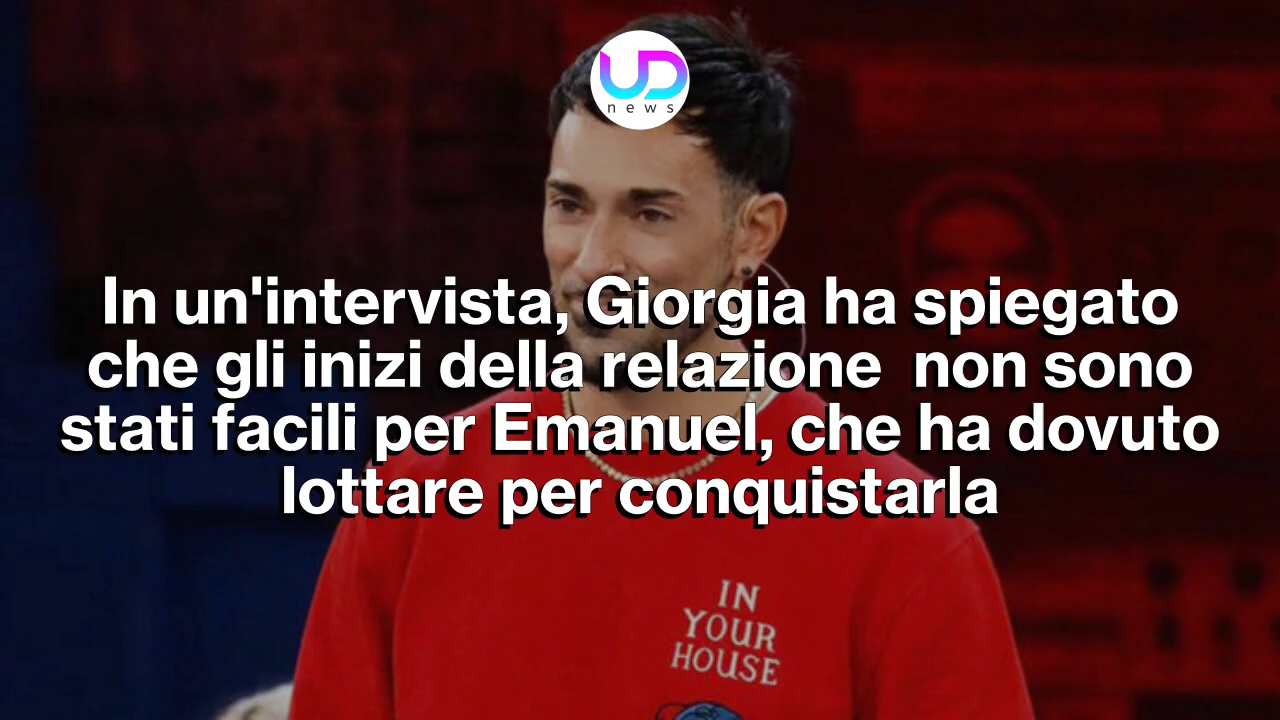 UD
news
In un'intervista, Giorgia ha spiegato
che gli inizi della relazione  non sono
stati facili per Emanuel, che ha dovuto
lottare per conquistarla
IN
YOUR
HOUSE